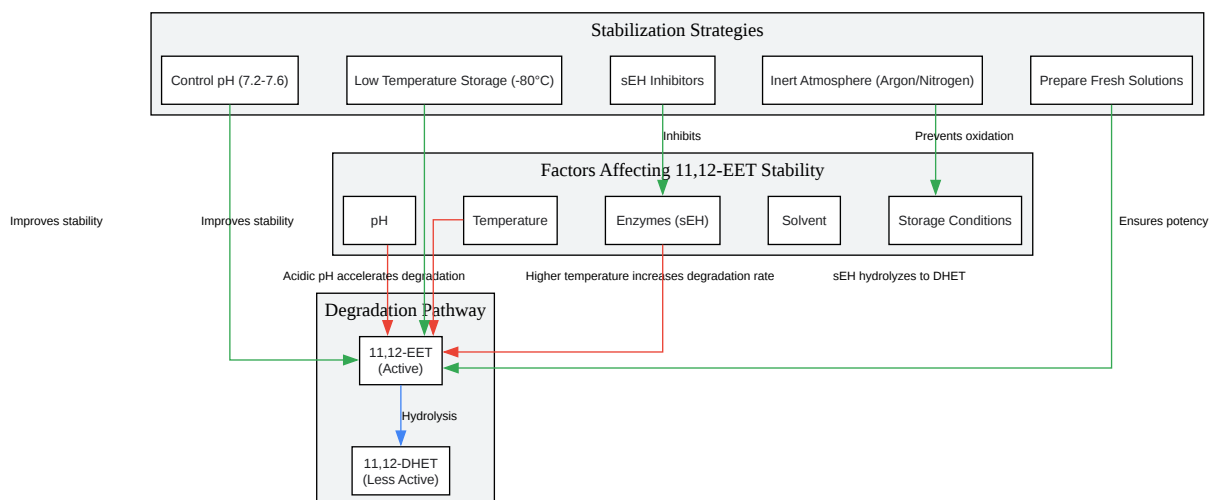 Stabilization Strategies
Control pH (7.2-7.6)
Low Temperature Storage (-80°C)
sEH Inhibitors
Inert Atmosphere (Argon/Nitrogen)
Prepare Fresh Solutions
Inhibits
Prevents oxidation
Factors Affecting 11,12-EET Stability
pH
Temperature
Enzymes (sEH)
Solvent
Storage Conditions
Improves stability
Improves stability
Ensures potency
Acidic pH accelerates degradation
Higher temperature increases degradation rate
sEH hydrolyzes to DHET
Degradation Pathway
11,12-EET
(Active)
Hydrolysis
11,12-DHET
(Less Active)